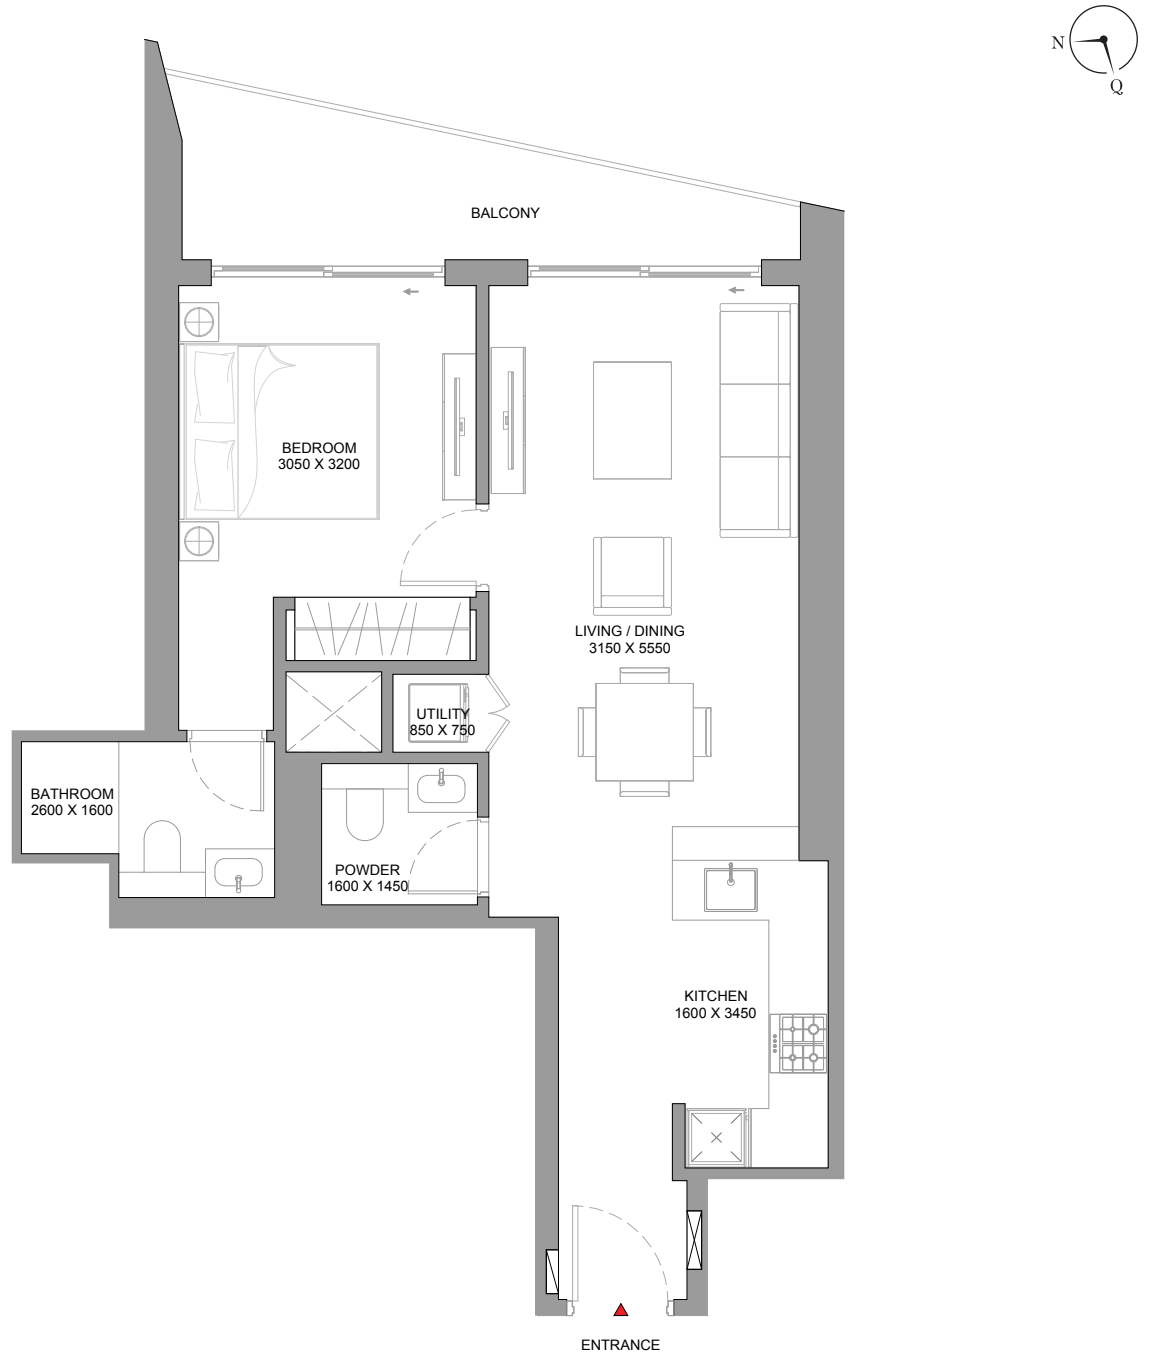 N
Q
BALCONY
BEDROOM
3050 X 3200
LIVING / DINING
3150 X 5550
UTILITY
850 X 750
BATHROOM
2600 X 1600
POWDER
1600 X 1450
KITCHEN
1600 X 3450
ENTRANCE